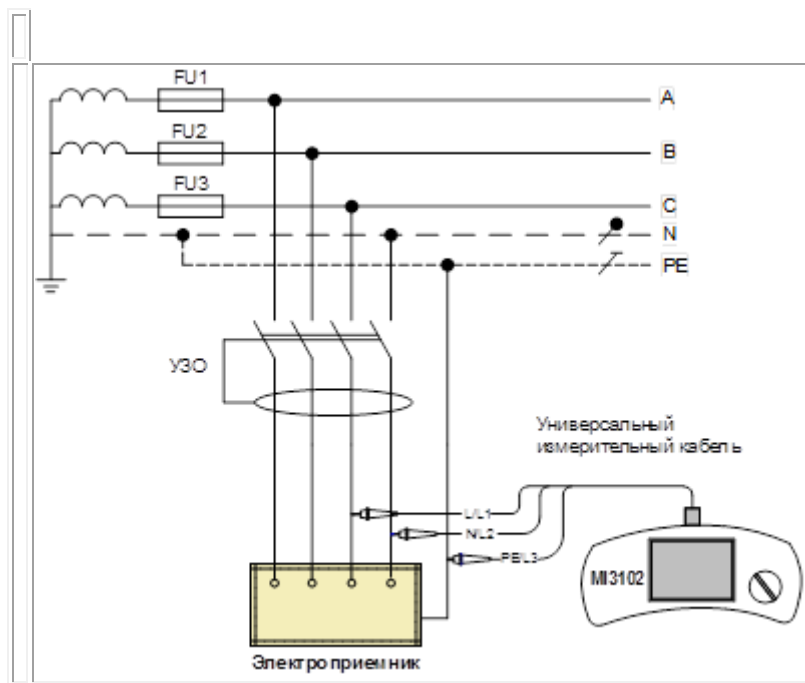 FU1
A
FU2
B
FU3
C
N
PE
УЗО
Универсальный
измерительный кабель
L/L1
N/L2
PE/L3
MI3102
Электроприемник